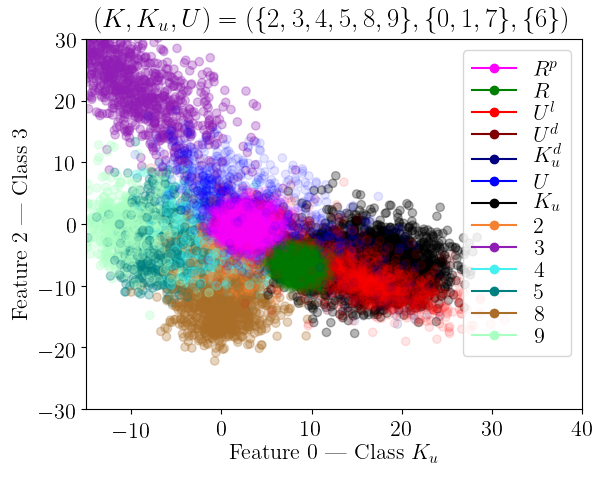 (K, K_u, U) = ({2, 3, 4, 5, 8, 9}, {0, 1, 7}, {6})
30
20
10
0
−10
−20
−30
Feature 2 — Class 3
R^p
R
U^l
U^d
K_u^d
U
K_u
2
3
4
5
8
9
−10
0
10
20
30
40
Feature 0 — Class K_u